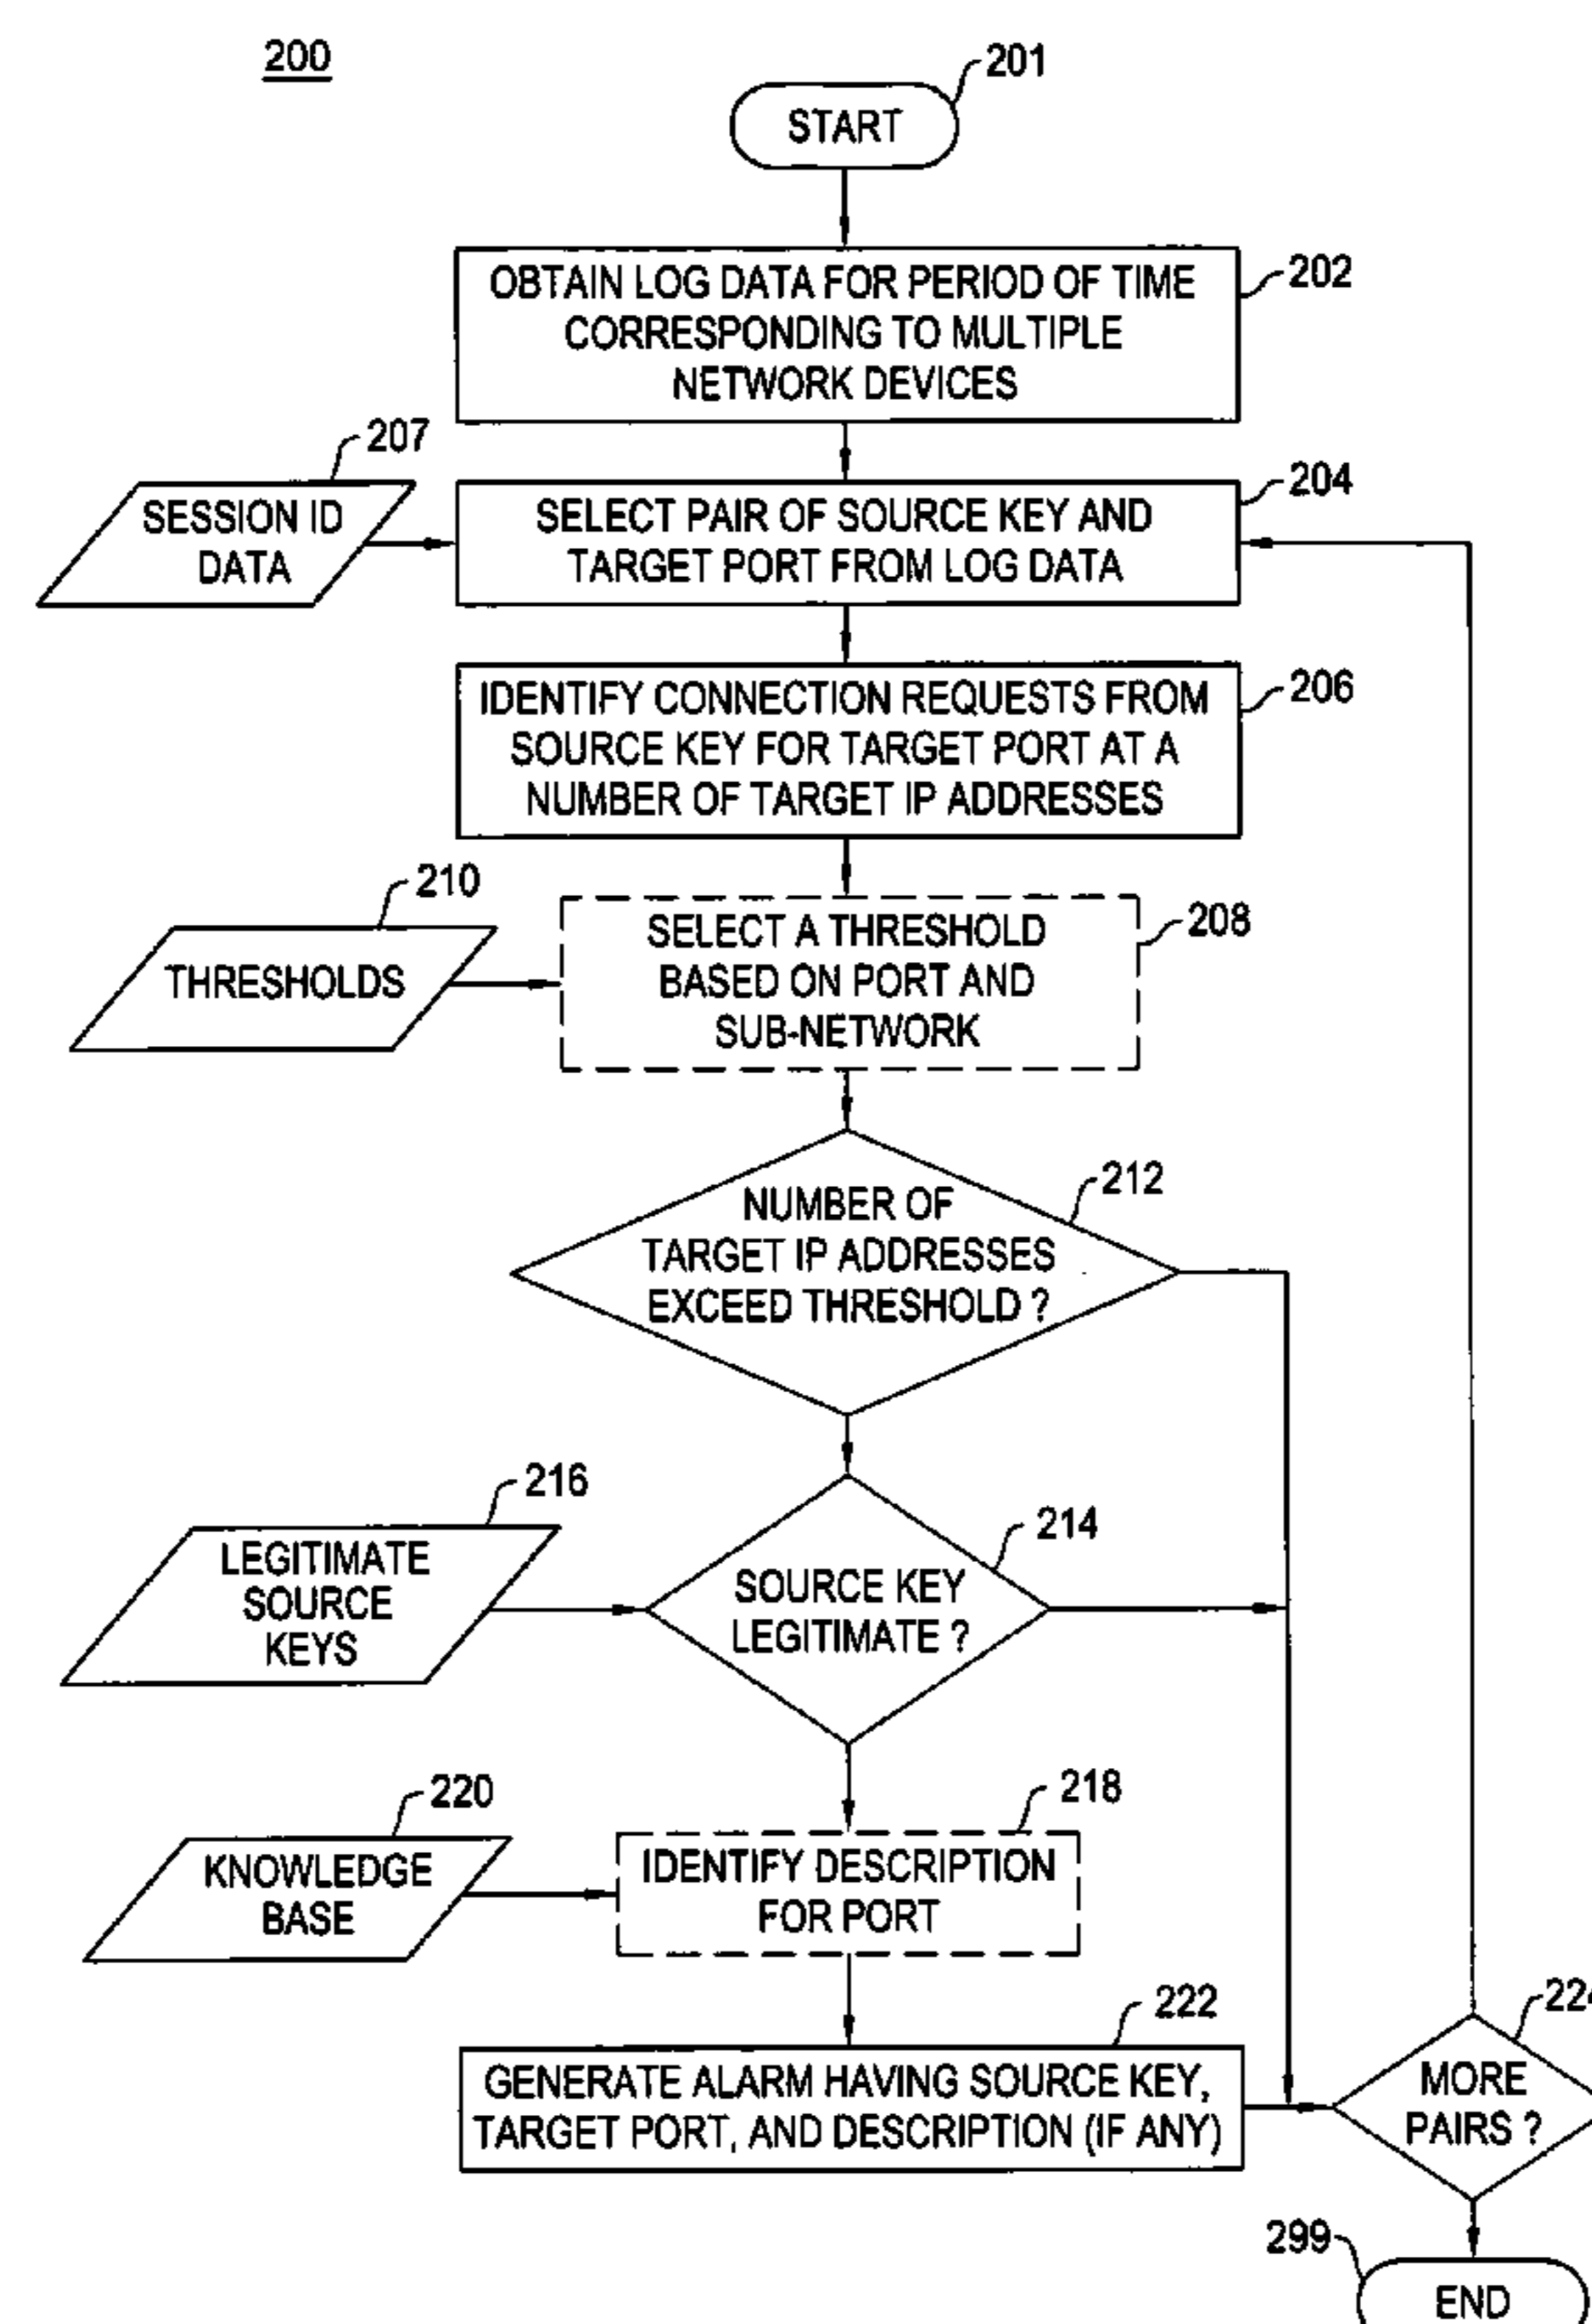 200
201
START
OBTAIN LOG DATA FOR PERIOD OF TIME
CORRESPONDING TO MULTIPLE
NETWORK DEVICES
202
207
SESSION ID
DATA
SELECT PAIR OF SOURCE KEY AND
TARGET PORT FROM LOG DATA
204
IDENTIFY CONNECTION REQUESTS FROM
SOURCE KEY FOR TARGET PORT AT A
NUMBER OF TARGET IP ADDRESSES
206
210
THRESHOLDS
SELECT A THRESHOLD
BASED ON PORT AND
SUB-NETWORK
208
NUMBER OF
TARGET IP ADDRESSES
EXCEED THRESHOLD ?
212
216
LEGITIMATE
SOURCE
KEYS
SOURCE KEY
LEGITIMATE ?
214
220
KNOWLEDGE
BASE
IDENTIFY DESCRIPTION
FOR PORT
218
222
GENERATE ALARM HAVING SOURCE KEY,
TARGET PORT, AND DESCRIPTION (IF ANY)
224
MORE
PAIRS ?
299
END